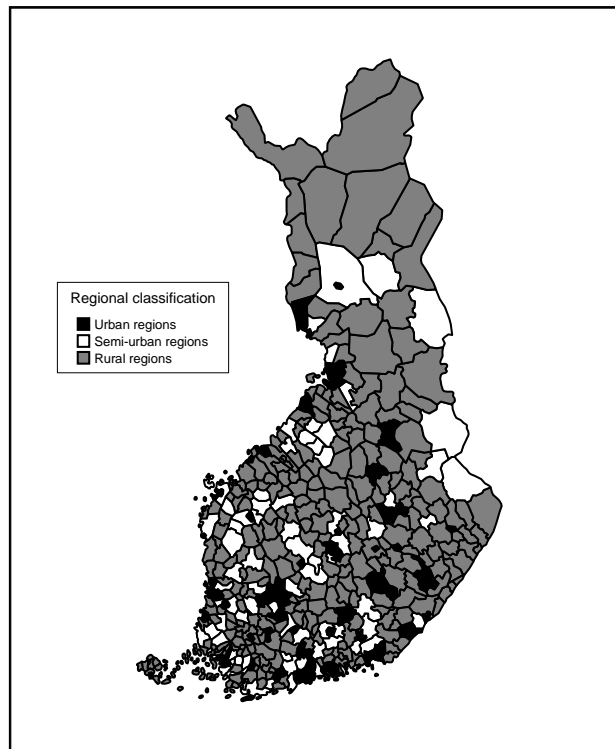 Regional classification
Urban regions
Semi-urban regions
Rural regions